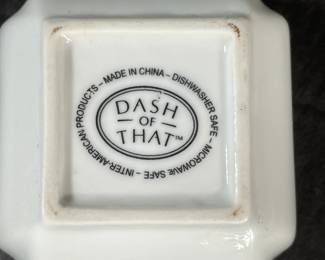 DASH
OF
THAT™
INTER-AMERICAN PRODUCTS - MADE IN CHINA - DISHWASHER SAFE - MICROWAVE SAFE -